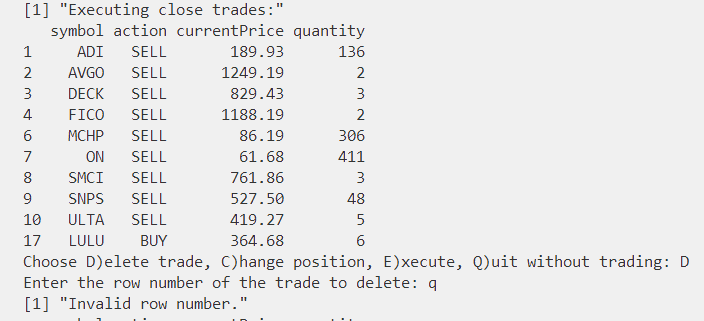 [1] "Executing close trades:"
symbol action currentPrice quantity
1 ADI SELL 189.93 136
2 AVGO SELL 1249.19 2
3 DECK SELL 829.43 3
4 FICO SELL 1188.19 2
6 MCHP SELL 86.19 306
7 ON SELL 61.68 411
8 SMCI SELL 761.86 3
9 SNPS SELL 527.50 48
10 ULTA SELL 419.27 5
17 LULU BUY 364.68 6
Choose D)elete trade, C)hange position, E)xecute, Q)uit without trading: D
Enter the row number of the trade to delete: q
[1] "Invalid row number."